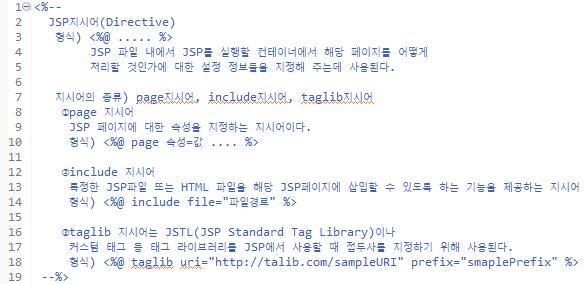 1 <%--
2 JSP지시어(Directive)
3 형식) <%@ ..... %>
4 JSP 파일 내에서 JSP를 실행할 컨테이너에서 해당 페이지를 어떻게
5 처리할 것인가에 대한 설정 정보들을 지정해 주는데 사용된다.
6
7 지시어의 종류) page지시어, include지시어, taglib지시어
8 ①page 지시어
9 JSP 페이지에 대한 속성을 지정하는 지시어이다.
10 형식) <%@ page 속성=값 .... %>
11
12 ②include 지시어
13 특정한 JSP파일 또는 HTML 파일을 해당 JSP페이지에 삽입할 수 있도록 하는 기능을 제공하는 지시어
14 형식) <%@ include file="파일경로" %>
15
16 ③taglib 지시어는 JSTL(JSP Standard Tag Library)이나
17 커스텀 태그 등 태그 라이브러리를 JSP에서 사용할 때 접두사를 지정하기 위해 사용된다.
18 형식) <%@ taglib uri="http://talib.com/sampleURI" prefix="smaplePrefix" %>
19 --%>